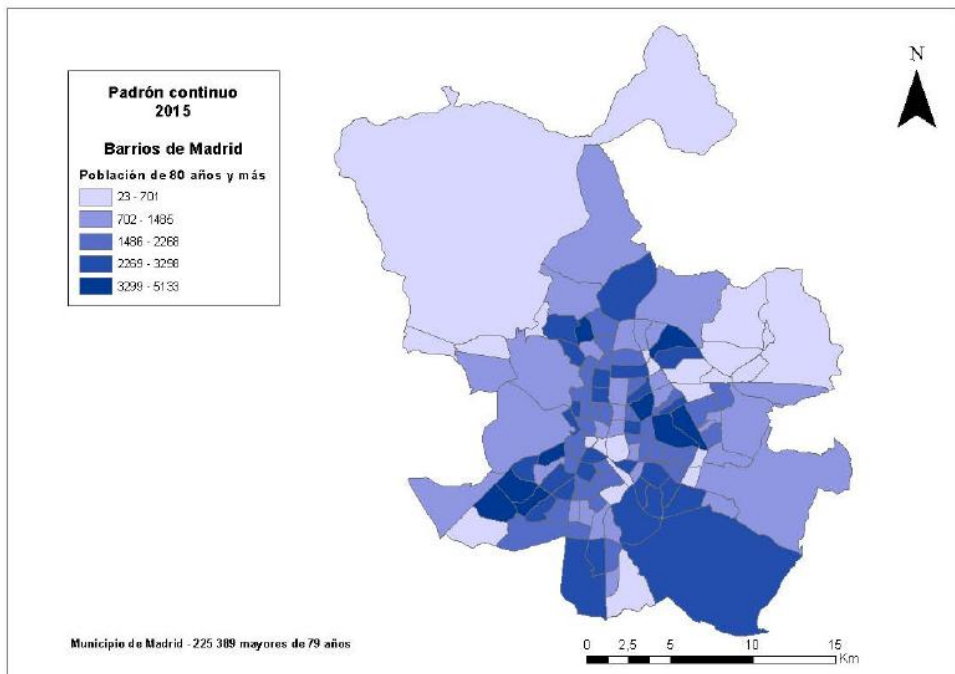 Padrón continuo
2015
Barrios de Madrid
Población de 80 años y más
23 - 701
702 - 1485
1486 - 2268
2269 - 3298
3299 - 5133
N
Municipio de Madrid - 225 389 mayores de 79 años
0 2,5 5 10 15
Km